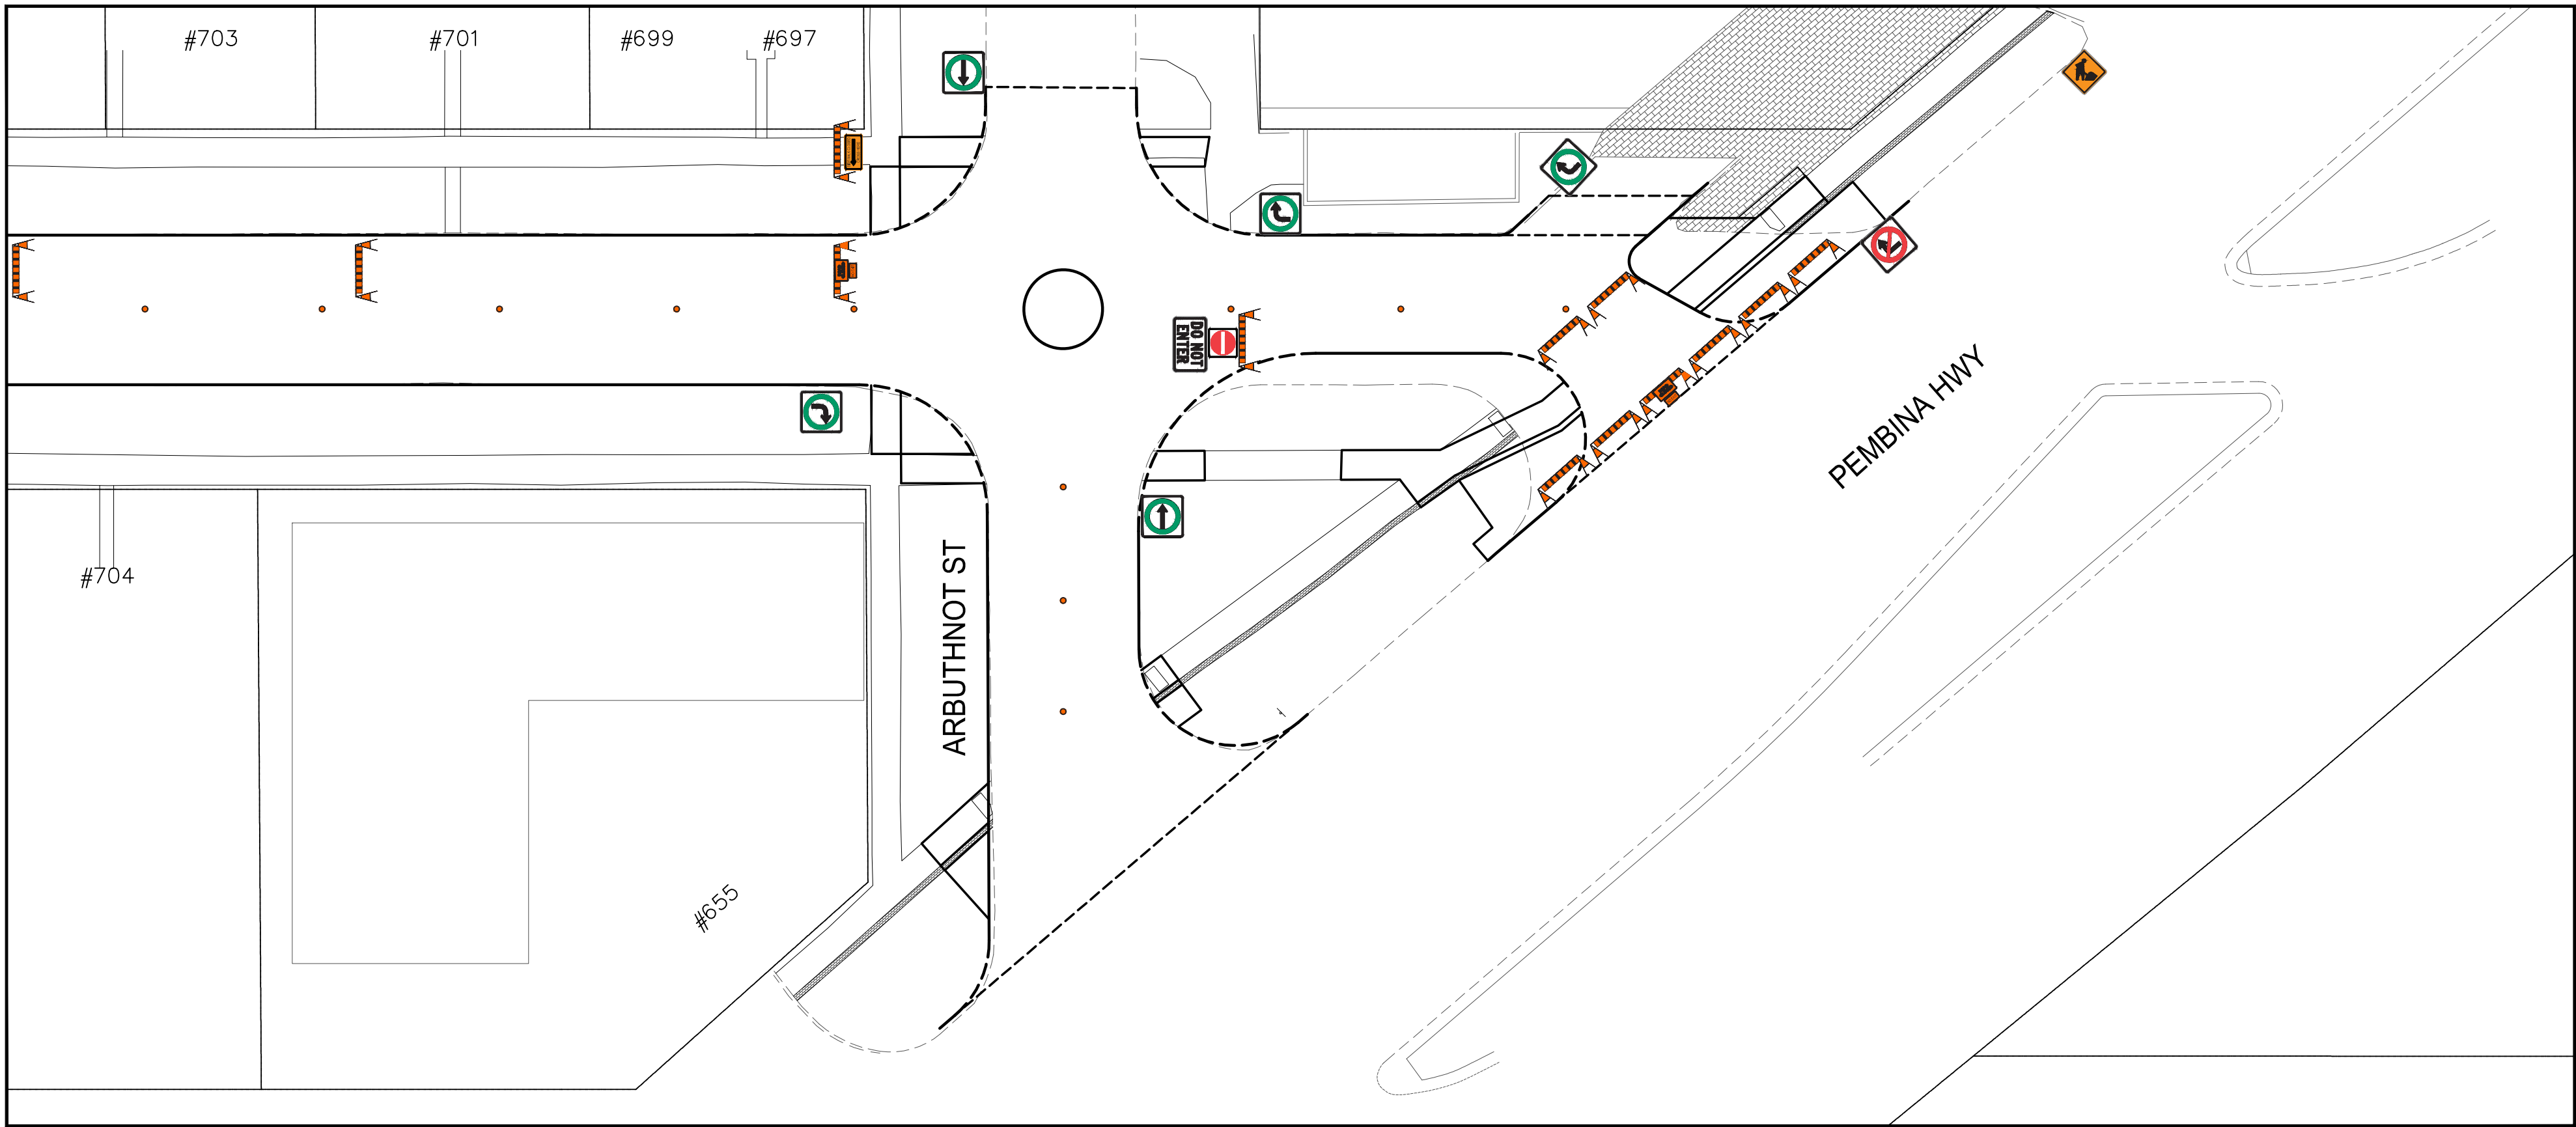 #703
#701
#699
#697
DO NOT
ENTER
PEMBINA HWY
#704
ARBUTHNOT ST
#655